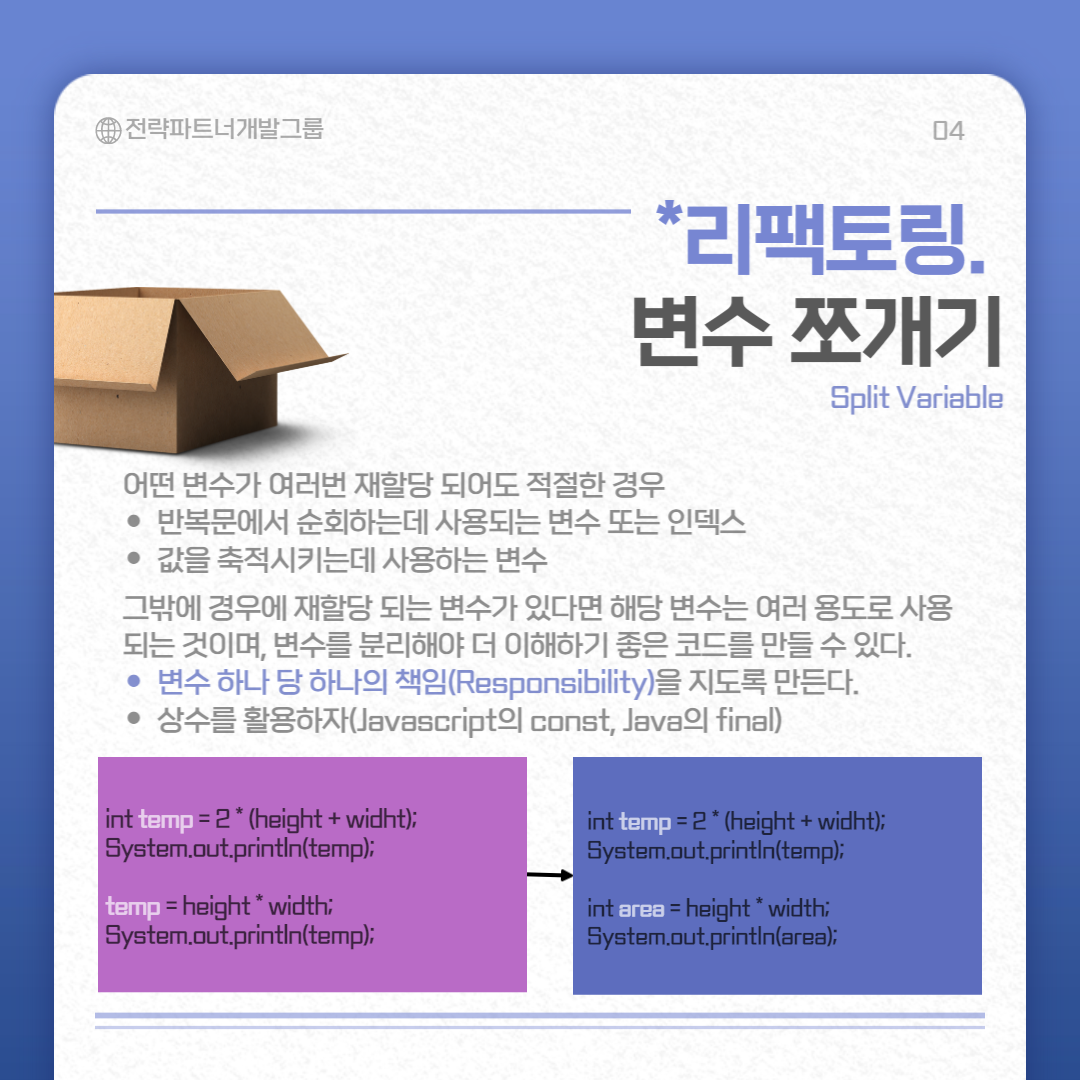 전략파트너개발그룹
04
*리팩토링.
변수 쪼개기
Split Variable
어떤 변수가 여러번 재할당 되어도 적절한 경우
• 반복문에서 순회하는데 사용되는 변수 또는 인덱스
• 값을 축적시키는데 사용하는 변수
그밖에 경우에 재할당 되는 변수가 있다면 해당 변수는 여러 용도로 사용
되는 것이며, 변수를 분리해야 더 이해하기 좋은 코드를 만들 수 있다.
• 변수 하나 당 하나의 책임(Responsibility)을 지도록 만든다.
• 상수를 활용하자(Javascript의 const, Java의 final)
int temp = 2 * (height + widht);
System.out.println(temp);
temp = height * width;
System.out.println(temp);
int temp = 2 * (height + widht);
System.out.println(temp);
int area = height * width;
System.out.println(area);